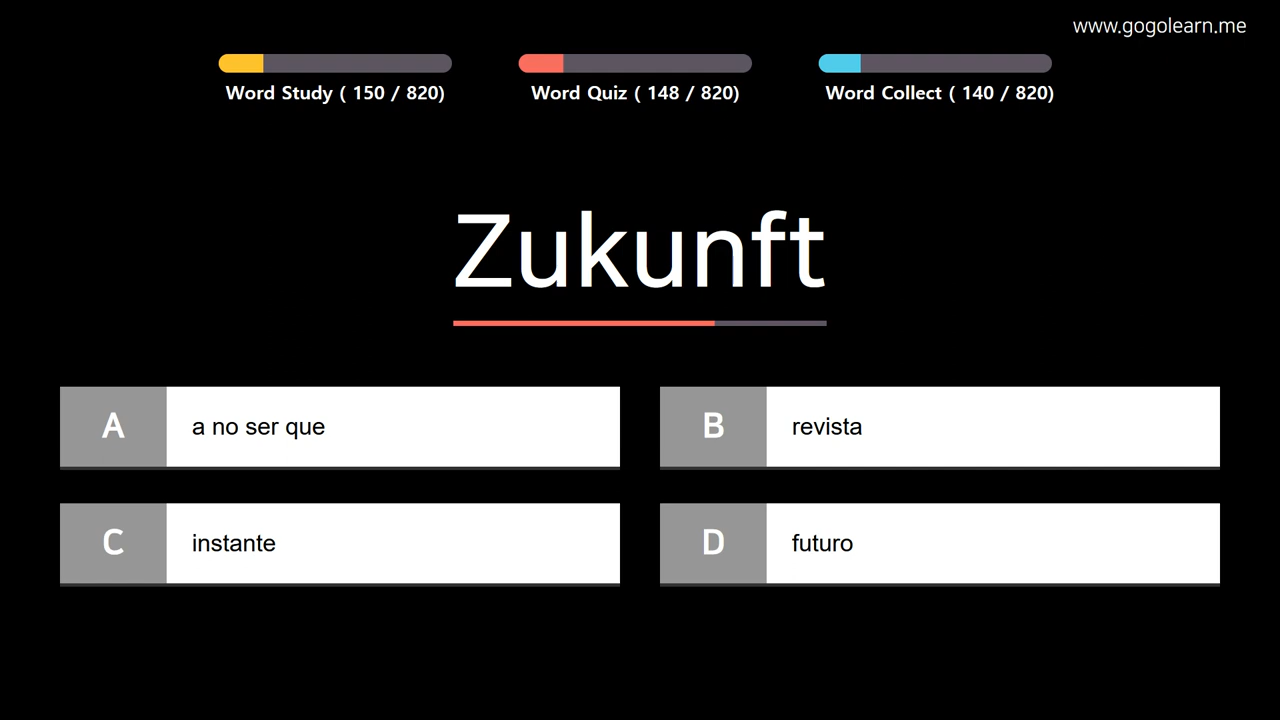 www.gogolearn.me
Word Study ( 150 / 820)
Word Quiz ( 148 / 820)
Word Collect ( 140 / 820)
Zukunft
A
a no ser que
B
revista
C
instante
D
futuro